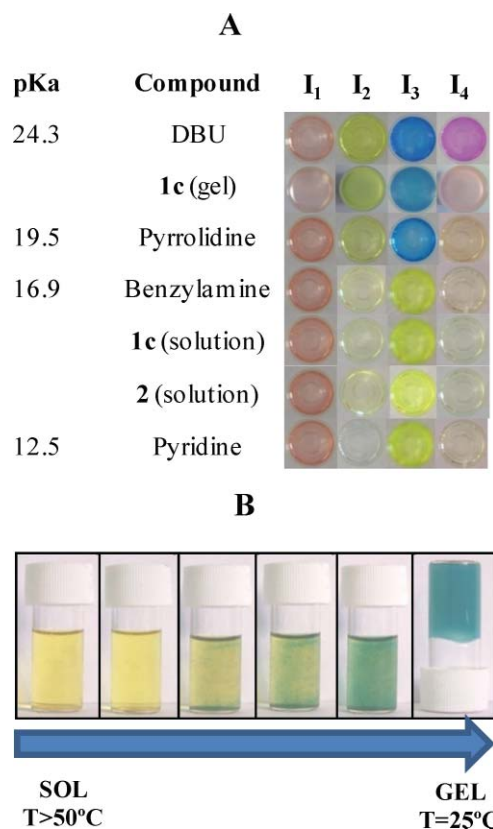 A
pKa Compound I₁ I₂ I₃ I₄
24.3 DBU
1c (gel)
19.5 Pyrrolidine
16.9 Benzylamine
1c (solution)
2 (solution)
12.5 Pyridine
B
SOL GEL
T>50ºC T=25ºC